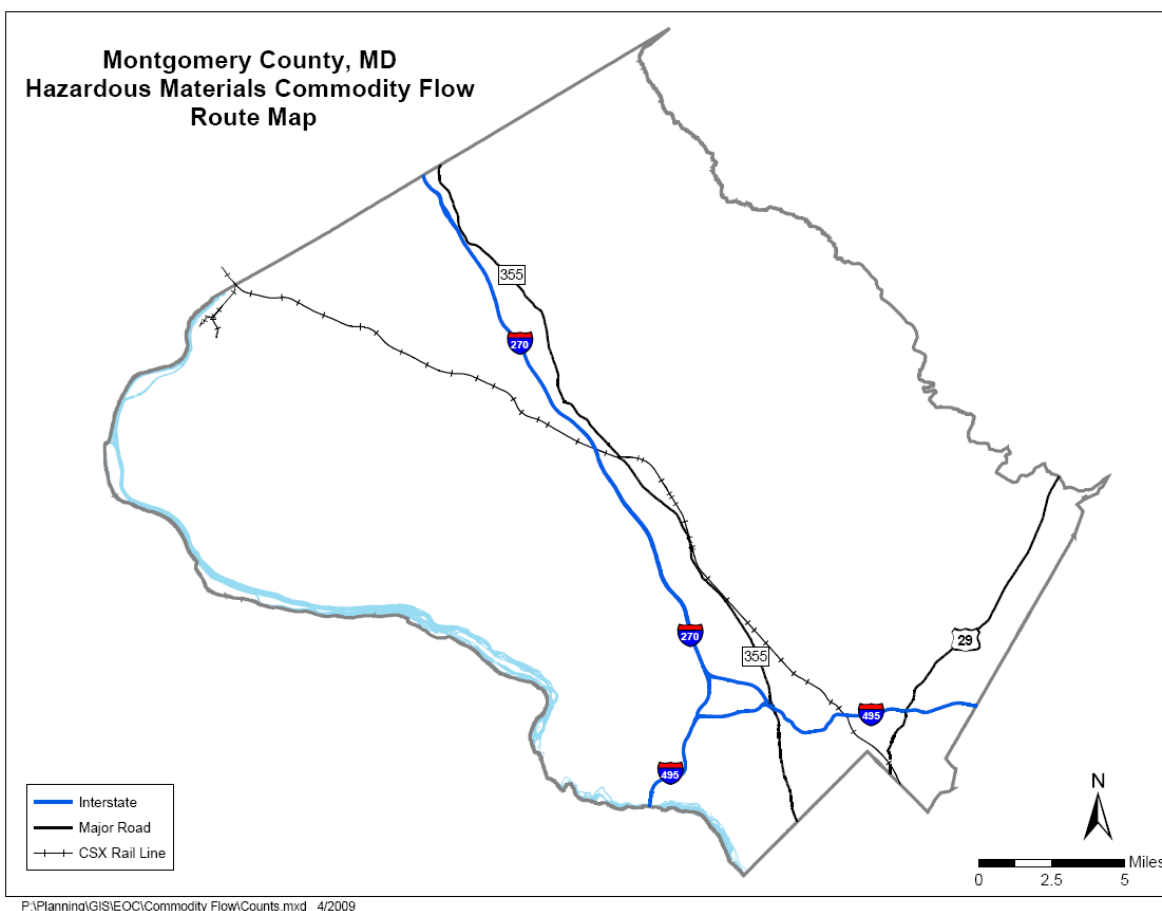 Montgomery County, MD
Hazardous Materials Commodity Flow
Route Map
355
270
29
270
355
495
495
Interstate
Major Road
CSX Rail Line
N
Miles
0 2.5 5
P:\Planning\GIS\EOC\Commodity Flow\Counts.mxd 4/2009